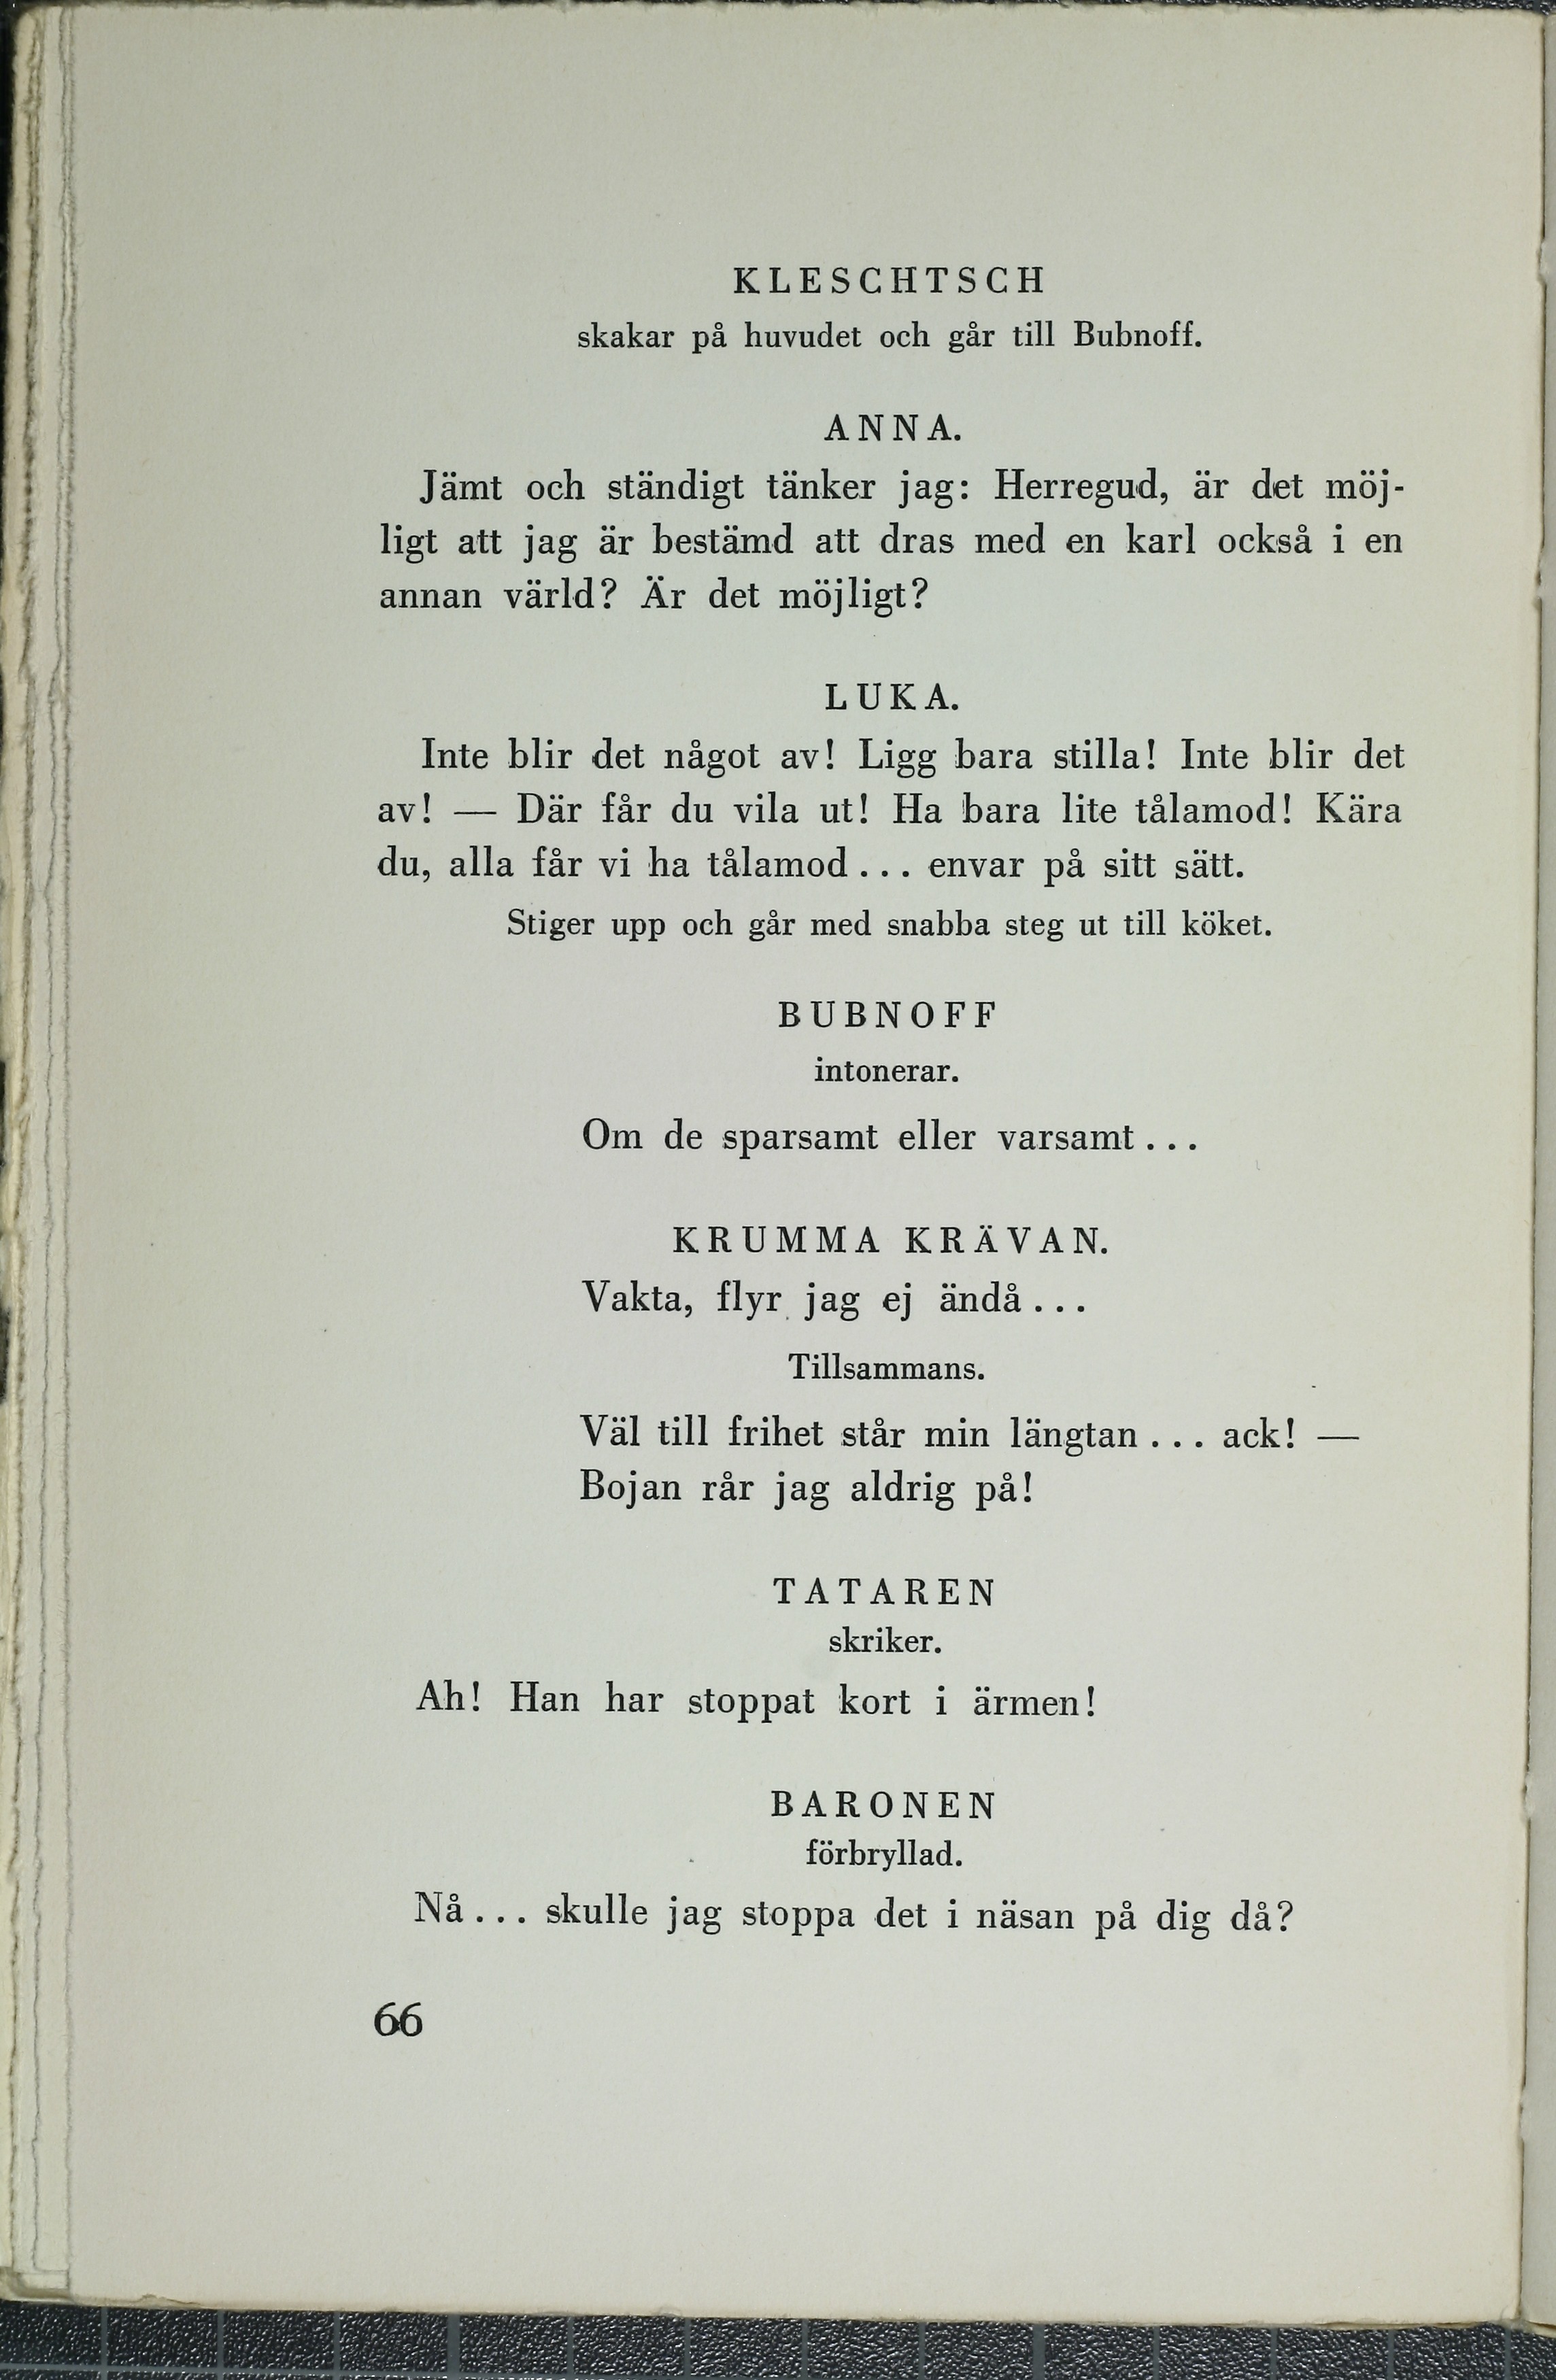 KLESCHTSCH
skakar på huvudet och går till Bubnoff.
ANNA.
Jämt och ständigt tänker jag: Herregud, är det möj-
ligt att jag är bestämd att dras med en karl också i en
annan värld? Är det möjligt?
LUKA.
Inte blir det något av! Ligg bara stilla! Inte blir det
av! — Där får du vila ut! Ha bara lite tålamod! Kära
du, alla får vi ha tålamod ... envar på sitt sätt.
Stiger upp och går med snabba steg ut till köket.
BUBNOFF
intonerar.
Om de sparsamt eller varsamt ...
KRUMMA KRÄVAN.
Vakta, flyr jag ej ändå ...
Tillsammans.
Väl till frihet står min längtan ... ack! —
Bojan rår jag aldrig på!
TATAREN
skriker.
Ah! Han har stoppat kort i ärmen!
BARONEN
förbryllad.
Nå ... skulle jag stoppa det i näsan på dig då?
66